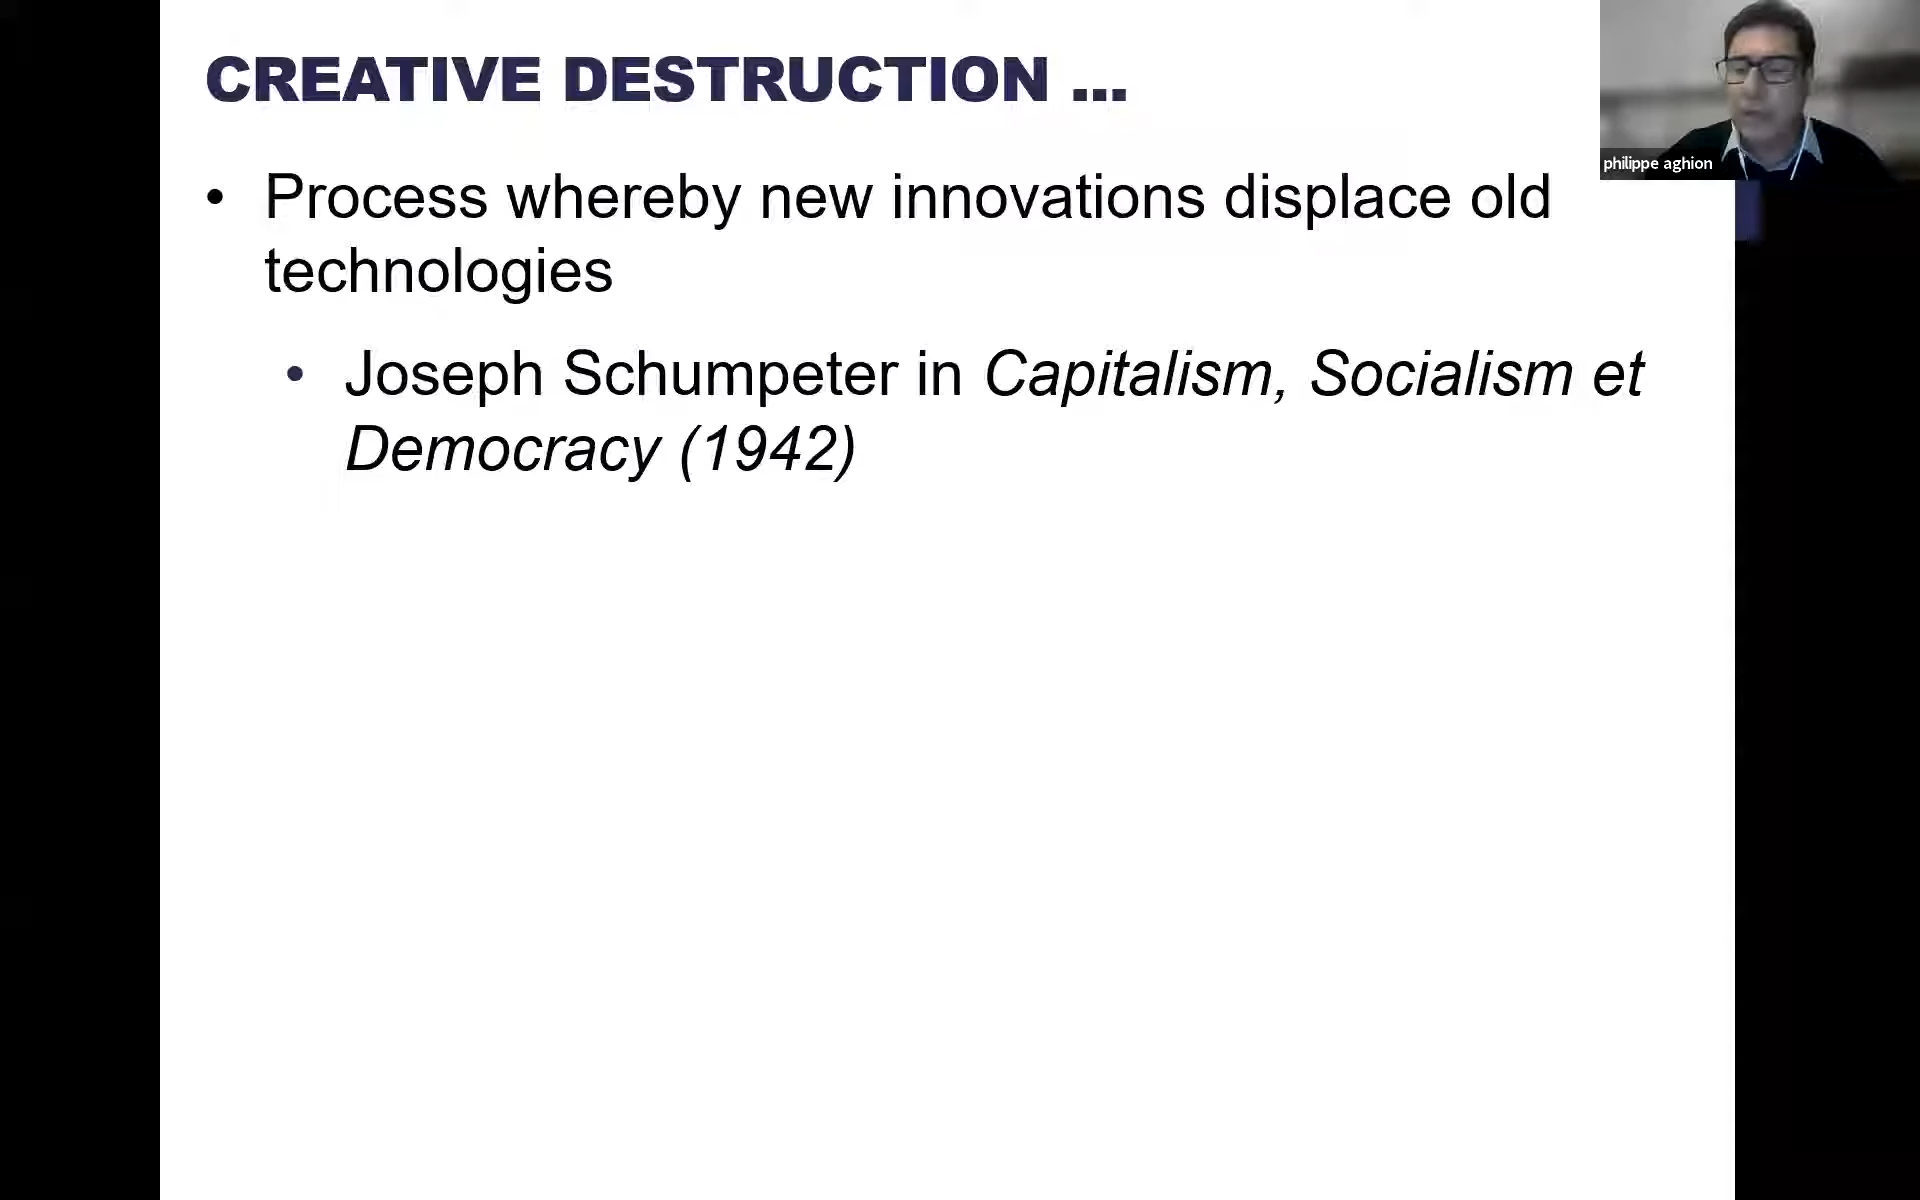 CREATIVE DESTRUCTION ...
philippe aghion
• Process whereby new innovations displace old
technologies
• Joseph Schumpeter in Capitalism, Socialism et
Democracy (1942)